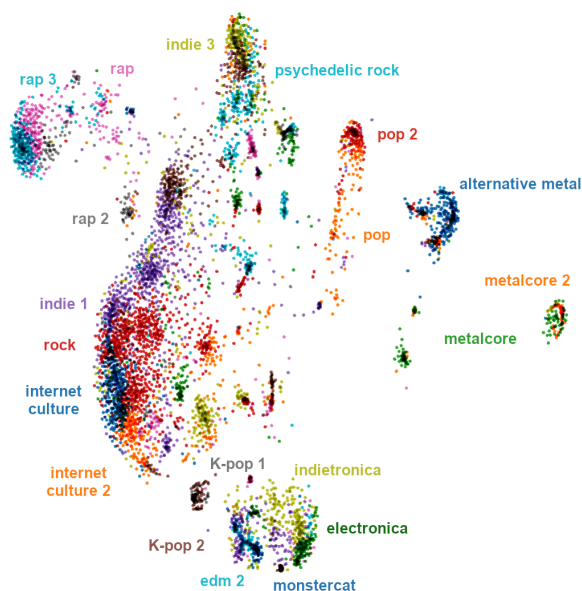 indie 3
rap
psychedelic rock
rap 3
pop 2
alternative metal
rap 2
pop
metalcore 2
indie 1
metalcore
rock
internet
culture
K-pop 1
indietronica
internet
culture 2
electronica
K-pop 2
edm 2
monstercat